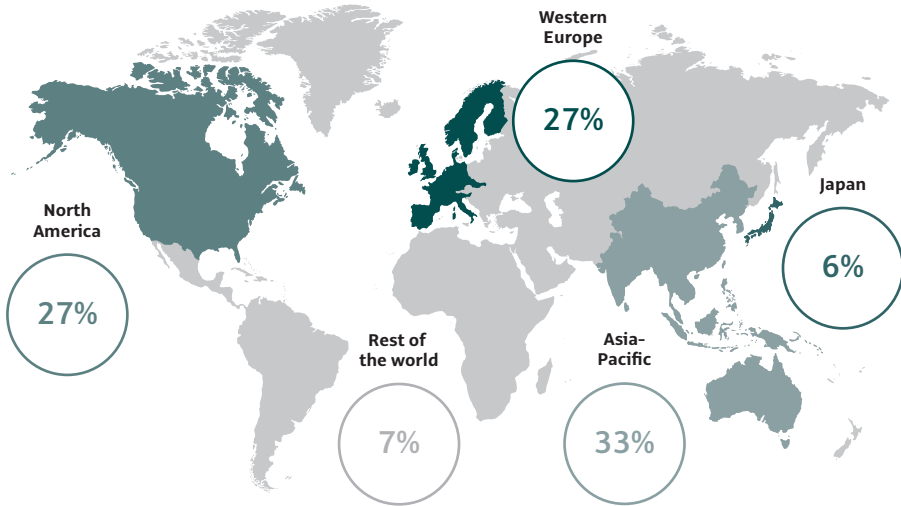 Western
Europe
27%
Japan
6%
North
America
27%
Rest of
the world
7%
Asia-
Pacific
33%